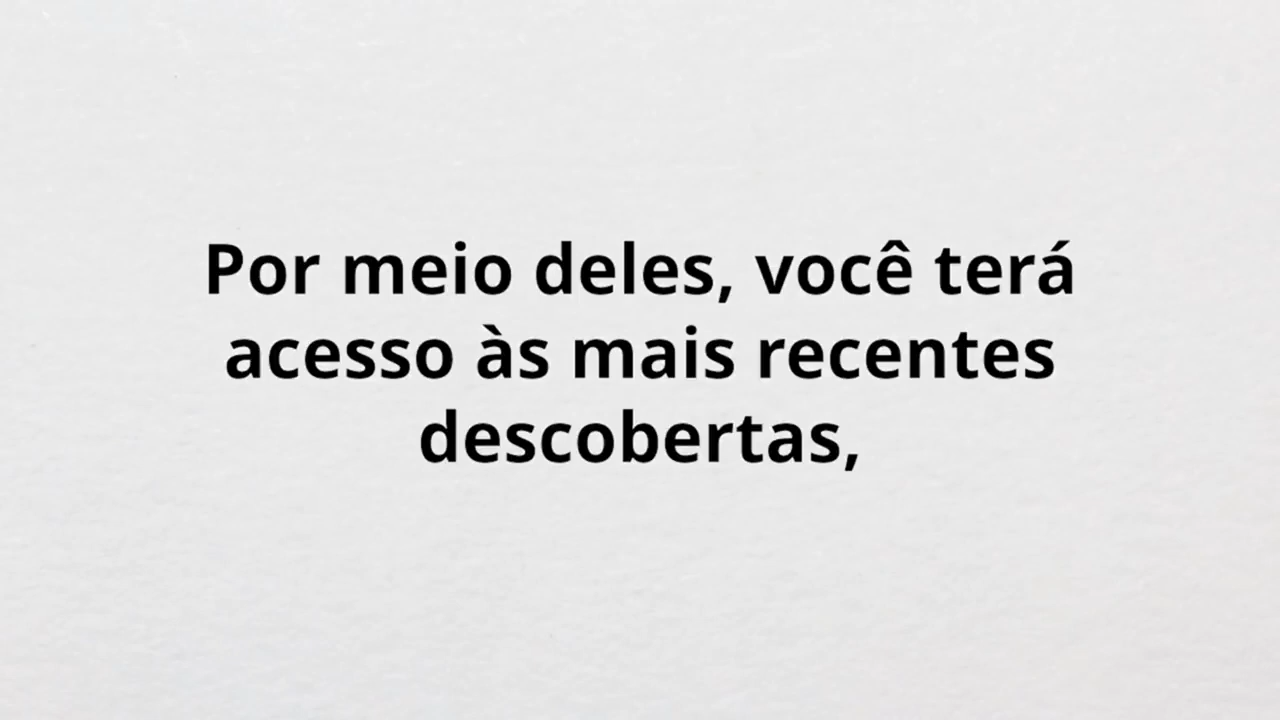 Por meio deles, você terá
acesso às mais recentes
descobertas,